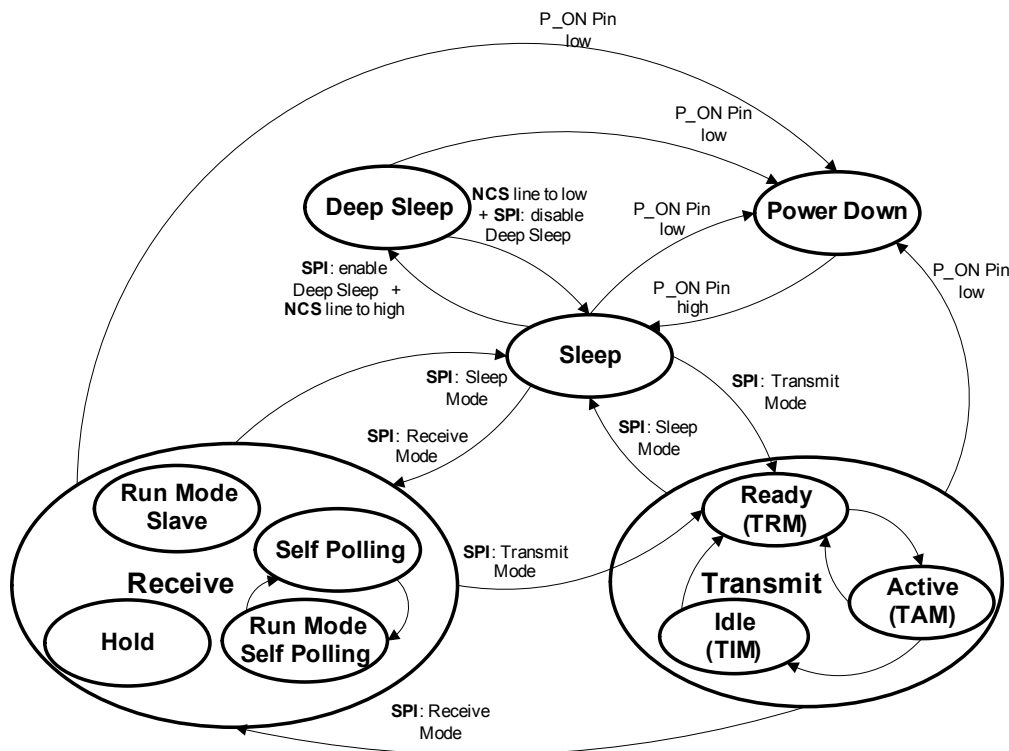 P_ON Pin
low
P_ON Pin
low
Deep Sleep
NCS line to low
+ SPI: disable
Deep Sleep
P_ON Pin
low
Power Down
SPI: enable
Deep Sleep +
NCS line to high
P_ON Pin
high
P_ON Pin
low
Sleep
SPI: Sleep
Mode
SPI: Transmit
Mode
SPI: Receive
Mode
SPI: Sleep
Mode
Run Mode
Slave
Self Polling
Receive
Hold
Run Mode
Self Polling
SPI: Transmit
Mode
Ready
(TRM)
Transmit
Active
(TAM)
Idle
(TIM)
SPI: Receive
Mode